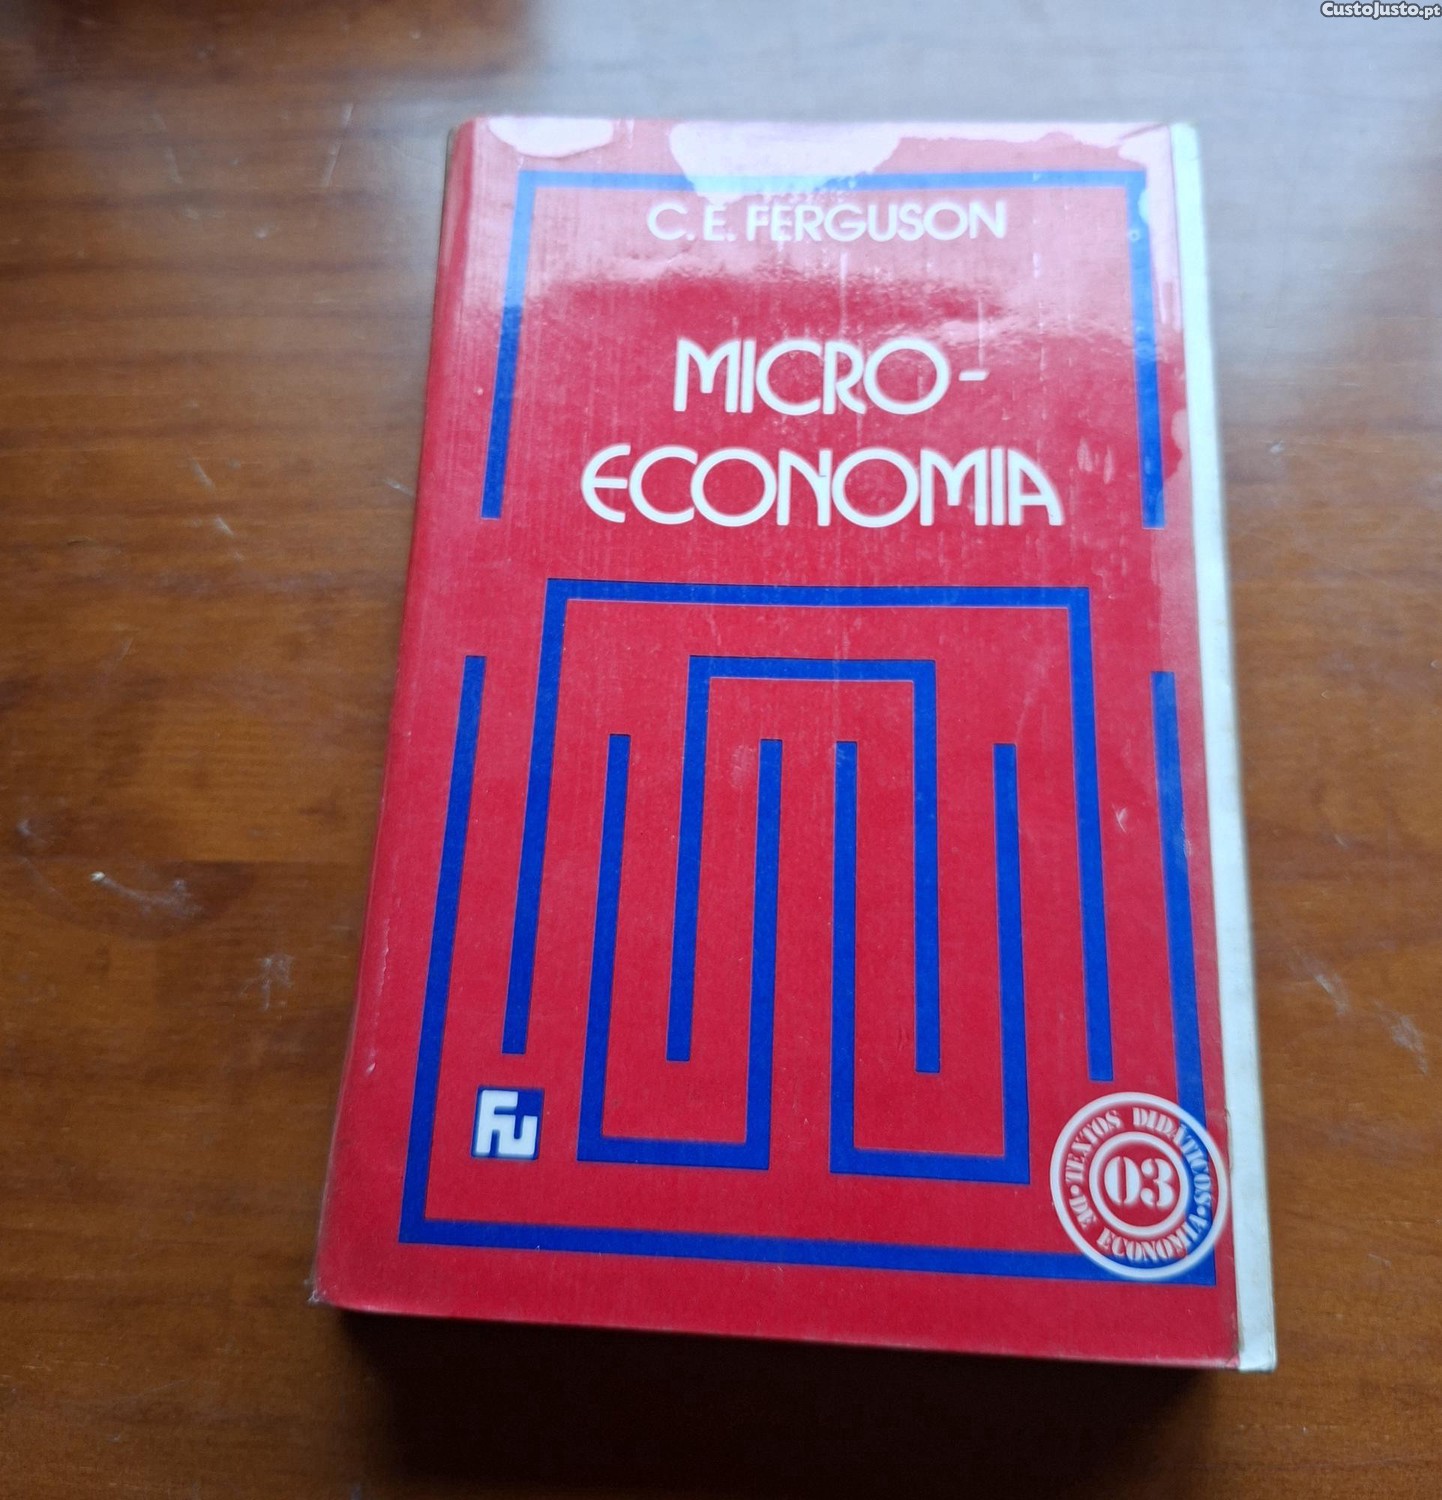 CustoJusto.pt
C. E. FERGUSON
MICRO-
ECONOMIA
FU
TEXTOS DIDÁTICOS
• DE ECONOMIA •
03